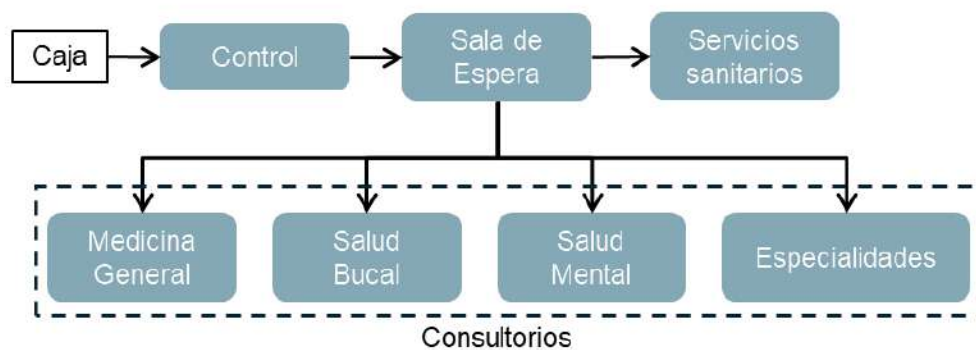 Caja
Control
Sala de
Espera
Servicios
sanitarios
Medicina
General
Salud
Bucal
Salud
Mental
Especialidades
Consultorios